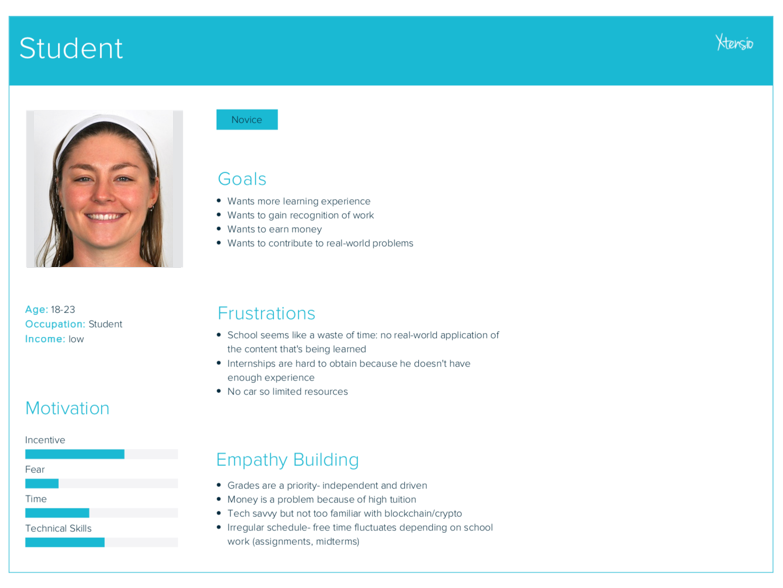 Student
Xtensio
Novice
Goals
• Wants more learning experience
• Wants to gain recognition of work
• Wants to earn money
• Wants to contribute to real-world problems
Age: 18-23
Occupation: Student
Income: low
Frustrations
• School seems like a waste of time: no real-world application of
the content that's being learned
• Internships are hard to obtain because he doesn't have
enough experience
• No car so limited resources
Motivation
Incentive
Fear
Time
Technical Skills
Empathy Building
• Grades are a priority- independent and driven
• Money is a problem because of high tuition
• Tech savvy but not too familiar with blockchain/crypto
• Irregular schedule- free time fluctuates depending on school
work (assignments, midterms)